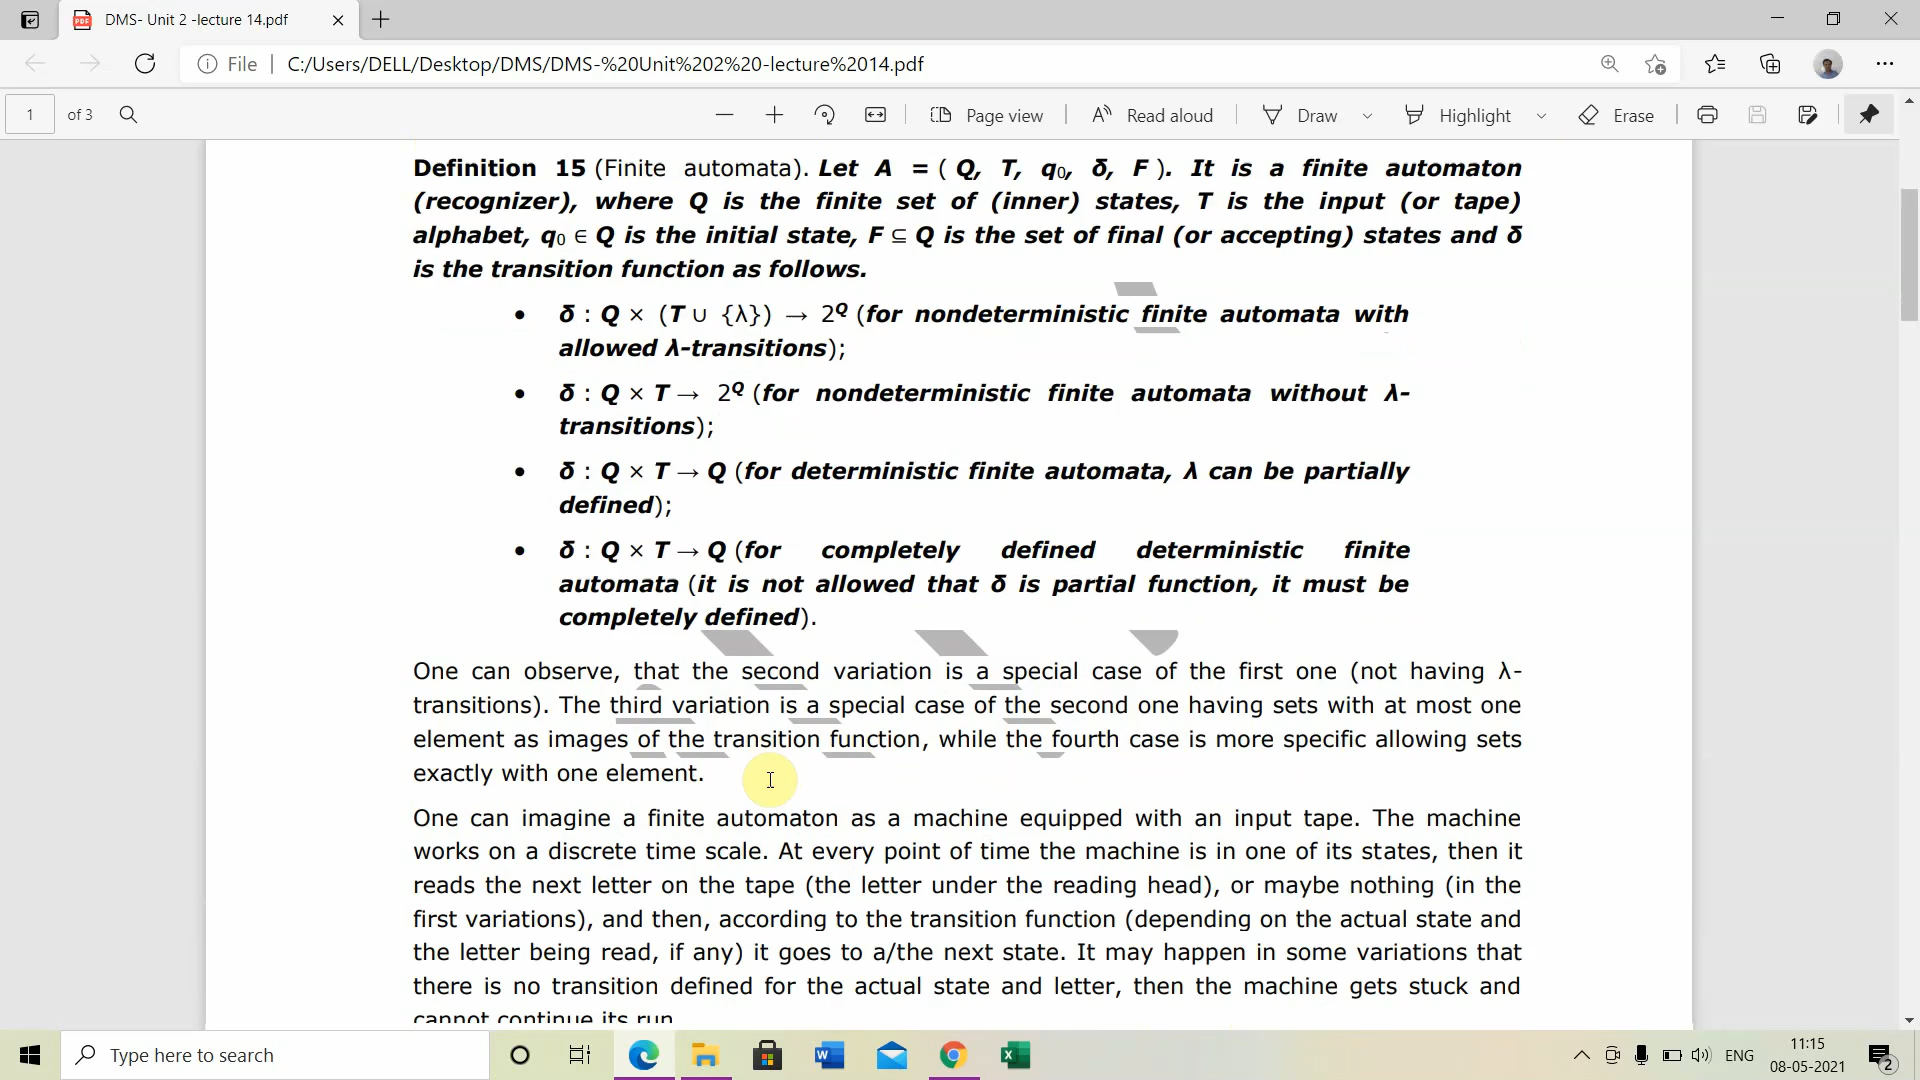 DMS- Unit 2 -lecture 14.pdf
File
C:/Users/DELL/Desktop/DMS/DMS-%20Unit%202%20-lecture%2014.pdf
1 of 3
Page view
Read aloud
Draw
Highlight
Erase
Definition 15 (Finite automata). Let A = ( Q, T, q₀, δ, F ). It is a finite automaton
(recognizer), where Q is the finite set of (inner) states, T is the input (or tape)
alphabet, q₀ ∈ Q is the initial state, F ⊆ Q is the set of final (or accepting) states and δ
is the transition function as follows.
• δ : Q × (T ∪ {λ}) → 2^Q (for nondeterministic finite automata with
allowed λ-transitions);
• δ : Q × T → 2^Q (for nondeterministic finite automata without λ-
transitions);
• δ : Q × T → Q (for deterministic finite automata, λ can be partially
defined);
• δ : Q × T → Q (for completely defined deterministic finite
automata (it is not allowed that δ is partial function, it must be
completely defined).
One can observe, that the second variation is a special case of the first one (not having λ-
transitions). The third variation is a special case of the second one having sets with at most one
element as images of the transition function, while the fourth case is more specific allowing sets
exactly with one element.
One can imagine a finite automaton as a machine equipped with an input tape. The machine
works on a discrete time scale. At every point of time the machine is in one of its states, then it
reads the next letter on the tape (the letter under the reading head), or maybe nothing (in the
first variations), and then, according to the transition function (depending on the actual state and
the letter being read, if any) it goes to a/the next state. It may happen in some variations that
there is no transition defined for the actual state and letter, then the machine gets stuck and
cannot continue its run.
Type here to search
ENG
11:15
08-05-2021
2